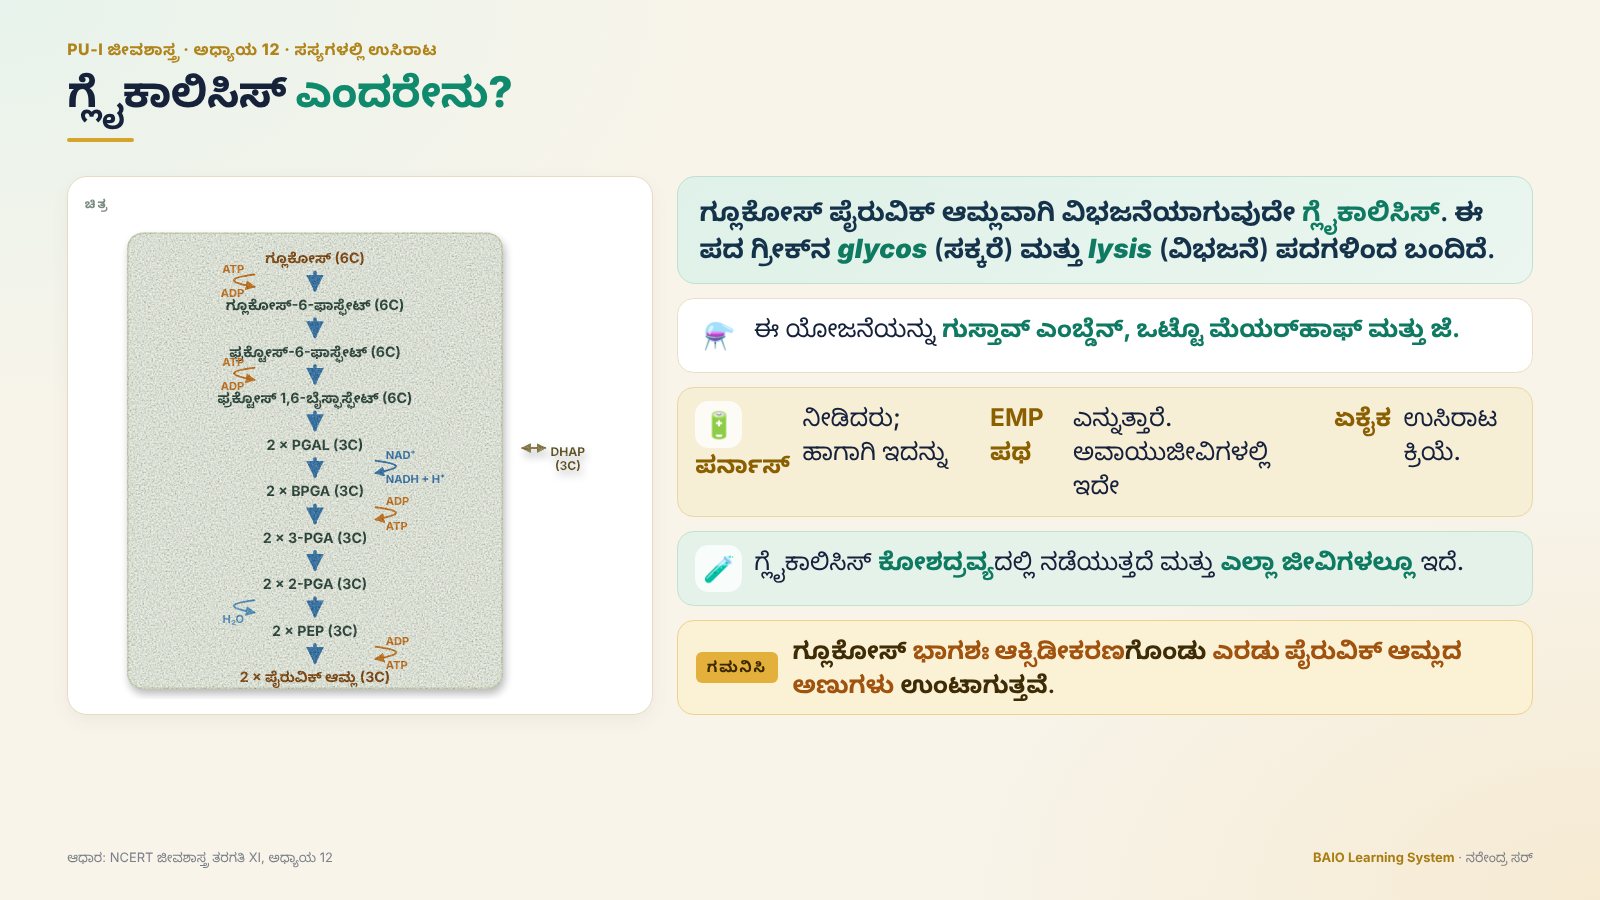 PU-I ಜೀವಶಾಸ್ತ್ರ · ಅಧ್ಯಾಯ 12 · ಸಸ್ಯಗಳಲ್ಲಿ ಉಸಿರಾಟ
ಗ್ಲೈಕಾಲಿಸಿಸ್ ಎಂದರೇನು?
ಚಿತ್ರ
ಗ್ಲೂಕೋಸ್ (6C)
ATP
ADP
ಗ್ಲೂಕೋಸ್-6-ಫಾಸ್ಫೇಟ್ (6C)
ಫ್ರಕ್ಟೋಸ್-6-ಫಾಸ್ಫೇಟ್ (6C)
ATP
ADP
ಫ್ರಕ್ಟೋಸ್ 1,6-ಬೈಸ್ಫಾಸ್ಫೇಟ್ (6C)
2 × PGAL (3C)
DHAP
(3C)
NAD⁺
NADH + H⁺
2 × BPGA (3C)
ADP
ATP
2 × 3-PGA (3C)
2 × 2-PGA (3C)
H₂O
2 × PEP (3C)
ADP
ATP
2 × ಪೈರುವಿಕ್ ಆಮ್ಲ (3C)
ಗ್ಲೂಕೋಸ್ ಪೈರುವಿಕ್ ಆಮ್ಲವಾಗಿ ವಿಭಜನೆಯಾಗುವುದೇ ಗ್ಲೈಕಾಲಿಸಿಸ್. ಈ
ಪದ ಗ್ರೀಕ್‌ನ glycos (ಸಕ್ಕರೆ) ಮತ್ತು lysis (ವಿಭಜನೆ) ಪದಗಳಿಂದ ಬಂದಿದೆ.
ಈ ಯೋಜನೆಯನ್ನು ಗುಸ್ತಾವ್ ಎಂಬ್ಡೆನ್, ಒಟ್ಟೊ ಮೆಯರ್‌ಹಾಫ್ ಮತ್ತು ಜೆ.
ಪರ್ನಾಸ್
ನೀಡಿದರು;
ಹಾಗಾಗಿ ಇದನ್ನು
EMP
ಪಥ
ಎನ್ನುತ್ತಾರೆ.
ಅವಾಯುಜೀವಿಗಳಲ್ಲಿ
ಇದೇ
ಏಕೈಕ
ಉಸಿರಾಟ
ಕ್ರಿಯೆ.
ಗ್ಲೈಕಾಲಿಸಿಸ್ ಕೋಶದ್ರವ್ಯದಲ್ಲಿ ನಡೆಯುತ್ತದೆ ಮತ್ತು ಎಲ್ಲಾ ಜೀವಿಗಳಲ್ಲೂ ಇದೆ.
ಗಮನಿಸಿ
ಗ್ಲೂಕೋಸ್ ಭಾಗಶಃ ಆಕ್ಸಿಡೀಕರಣಗೊಂಡು ಎರಡು ಪೈರುವಿಕ್ ಆಮ್ಲದ
ಅಣುಗಳು ಉಂಟಾಗುತ್ತವೆ.
ಆಧಾರ: NCERT ಜೀವಶಾಸ್ತ್ರ ತರಗತಿ XI, ಅಧ್ಯಾಯ 12
BAIO Learning System · ನರೇಂದ್ರ ಸರ್